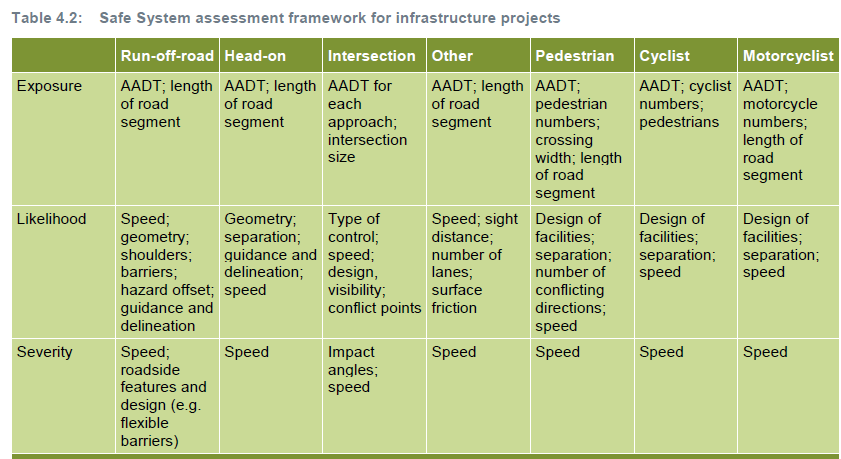 Table 4.2: Safe System assessment framework for infrastructure projects
Run-off-road Head-on Intersection Other Pedestrian Cyclist Motorcyclist
Exposure
AADT; length
of road
segment
AADT; length
of road
segment
AADT for
each
approach;
intersection
size
AADT; length
of road
segment
AADT;
pedestrian
numbers;
crossing
width; length
of road
segment
AADT; cyclist
numbers;
pedestrians
AADT;
motorcycle
numbers;
length of
road
segment
Likelihood
Speed;
geometry;
shoulders;
barriers;
hazard offset;
guidance and
delineation
Geometry;
separation;
guidance and
delineation;
speed
Type of
control;
speed;
design,
visibility;
conflict points
Speed; sight
distance;
number of
lanes;
surface
friction
Design of
facilities;
separation;
number of
conflicting
directions;
speed
Design of
facilities;
separation;
speed
Design of
facilities;
separation;
speed
Severity
Speed;
roadside
features and
design (e.g.
flexible
barriers)
Speed
Impact
angles;
speed
Speed
Speed
Speed
Speed